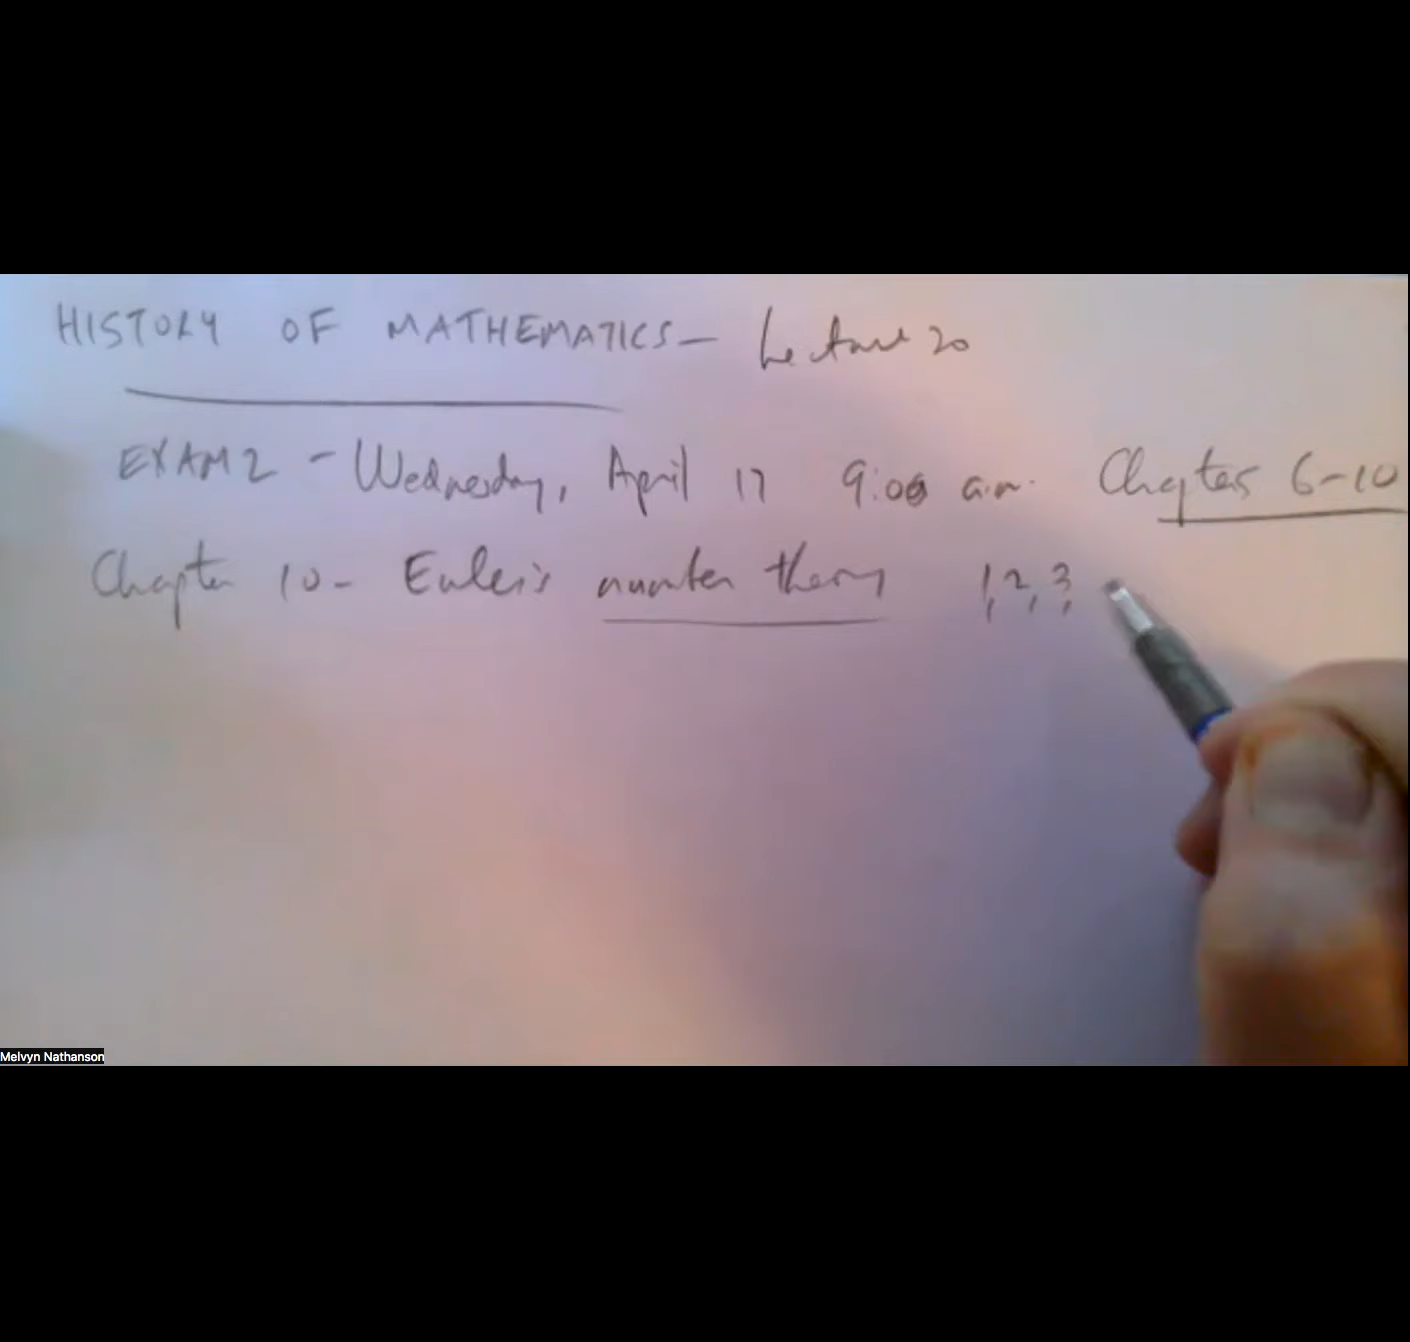 HISTORY OF MATHEMATICS - Lecture 20
EXAM 2 - Wednesday, April 17 9:00 a.m. Chapters 6-10
Chapter 10 - Euler's number theory 1, 2, 3,
Melvyn Nathanson